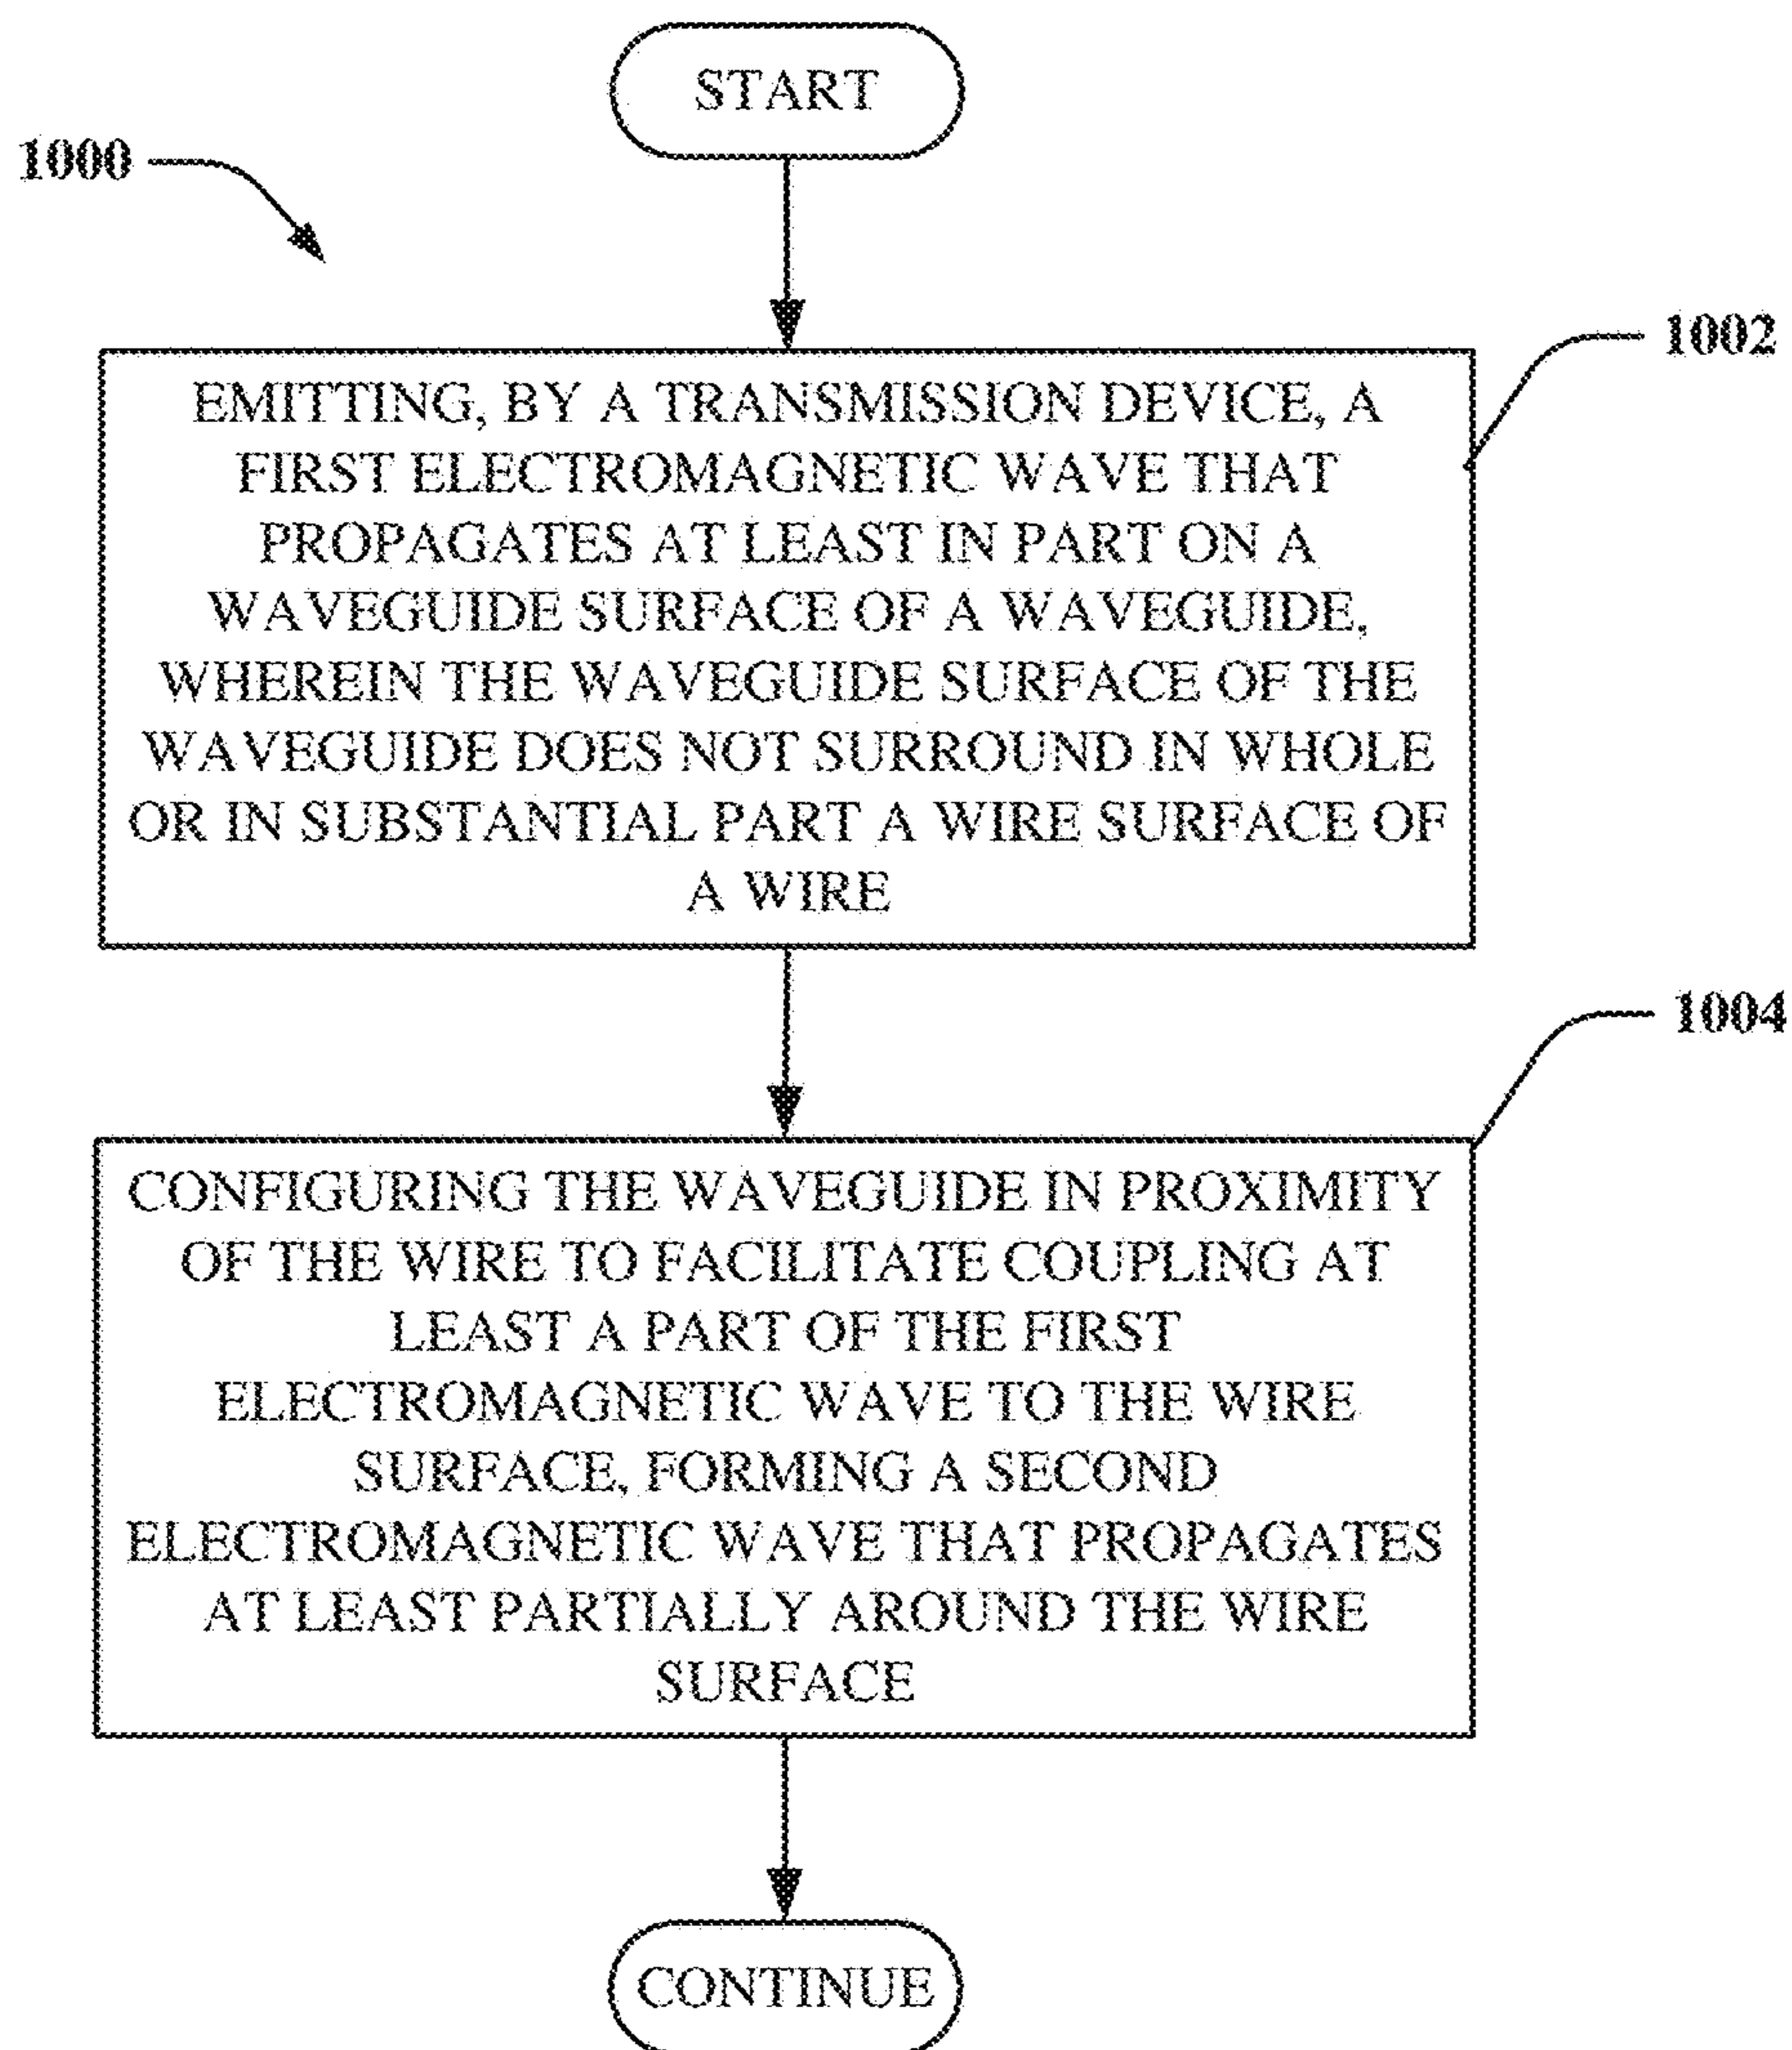 START
1000
1002
EMITTING, BY A TRANSMISSION DEVICE, A
FIRST ELECTROMAGNETIC WAVE THAT
PROPAGATES AT LEAST IN PART ON A
WAVEGUIDE SURFACE OF A WAVEGUIDE,
WHEREIN THE WAVEGUIDE SURFACE OF THE
WAVEGUIDE DOES NOT SURROUND IN WHOLE
OR IN SUBSTANTIAL PART A WIRE SURFACE OF
A WIRE
1004
CONFIGURING THE WAVEGUIDE IN PROXIMITY
OF THE WIRE TO FACILITATE COUPLING AT
LEAST A PART OF THE FIRST
ELECTROMAGNETIC WAVE TO THE WIRE
SURFACE, FORMING A SECOND
ELECTROMAGNETIC WAVE THAT PROPAGATES
AT LEAST PARTIALLY AROUND THE WIRE
SURFACE
CONTINUE